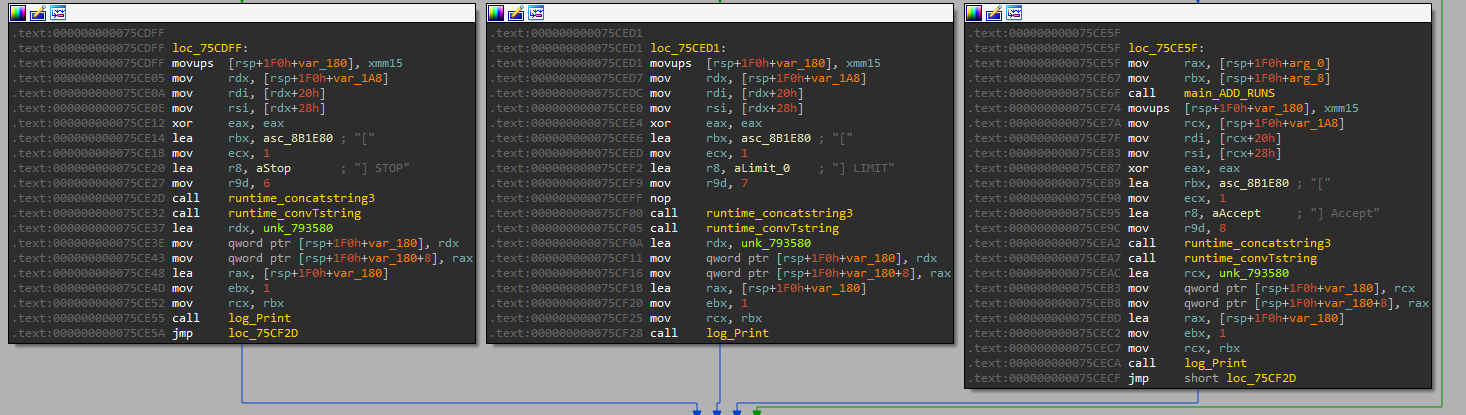 .text:000000000075CDFF
.text:000000000075CDFF loc_75CDFF:
.text:000000000075CDFF movups [rsp+1F0h+var_180], xmm15
.text:000000000075CE05 mov rdx, [rsp+1F0h+var_1A8]
.text:000000000075CE0A mov rdi, [rdx+20h]
.text:000000000075CE0E mov rsi, [rdx+28h]
.text:000000000075CE12 xor eax, eax
.text:000000000075CE14 lea rbx, asc_8B1E80 ; "["
.text:000000000075CE1B mov ecx, 1
.text:000000000075CE20 lea r8, aStop ; "] STOP"
.text:000000000075CE27 mov r9d, 6
.text:000000000075CE2D call runtime_concatstring3
.text:000000000075CE32 call runtime_convTstring
.text:000000000075CE37 lea rdx, unk_793580
.text:000000000075CE3E mov qword ptr [rsp+1F0h+var_180], rdx
.text:000000000075CE43 mov qword ptr [rsp+1F0h+var_180+8], rax
.text:000000000075CE48 lea rax, [rsp+1F0h+var_180]
.text:000000000075CE4D mov ebx, 1
.text:000000000075CE52 mov rcx, rbx
.text:000000000075CE55 call log_Print
.text:000000000075CE5A jmp loc_75CF2D
.text:000000000075CED1
.text:000000000075CED1 loc_75CED1:
.text:000000000075CED1 movups [rsp+1F0h+var_180], xmm15
.text:000000000075CED7 mov rdx, [rsp+1F0h+var_1A8]
.text:000000000075CEDC mov rdi, [rdx+20h]
.text:000000000075CEE0 mov rsi, [rdx+28h]
.text:000000000075CEE4 xor eax, eax
.text:000000000075CEE6 lea rbx, asc_8B1E80 ; "["
.text:000000000075CEED mov ecx, 1
.text:000000000075CEF2 lea r8, aLimit_0 ; "] LIMIT"
.text:000000000075CEF9 mov r9d, 7
.text:000000000075CEFF nop
.text:000000000075CF00 call runtime_concatstring3
.text:000000000075CF05 call runtime_convTstring
.text:000000000075CF0A lea rdx, unk_793580
.text:000000000075CF11 mov qword ptr [rsp+1F0h+var_180], rdx
.text:000000000075CF16 mov qword ptr [rsp+1F0h+var_180+8], rax
.text:000000000075CF1B lea rax, [rsp+1F0h+var_180]
.text:000000000075CF20 mov ebx, 1
.text:000000000075CF25 mov rcx, rbx
.text:000000000075CF28 call log_Print
.text:000000000075CE5F
.text:000000000075CE5F loc_75CE5F:
.text:000000000075CE5F mov rax, [rsp+1F0h+arg_0]
.text:000000000075CE67 mov rbx, [rsp+1F0h+arg_8]
.text:000000000075CE6F call main_ADD_RUNS
.text:000000000075CE74 movups [rsp+1F0h+var_180], xmm15
.text:000000000075CE7A mov rcx, [rsp+1F0h+var_1A8]
.text:000000000075CE7F mov rdi, [rcx+20h]
.text:000000000075CE83 mov rsi, [rcx+28h]
.text:000000000075CE87 xor eax, eax
.text:000000000075CE89 lea rbx, asc_8B1E80 ; "["
.text:000000000075CE90 mov ecx, 1
.text:000000000075CE95 lea r8, aAccept ; "] Accept"
.text:000000000075CE9C mov r9d, 8
.text:000000000075CEA2 call runtime_concatstring3
.text:000000000075CEA7 call runtime_convTstring
.text:000000000075CEAC lea rcx, unk_793580
.text:000000000075CEB3 mov qword ptr [rsp+1F0h+var_180], rcx
.text:000000000075CEB8 mov qword ptr [rsp+1F0h+var_180+8], rax
.text:000000000075CEBD lea rax, [rsp+1F0h+var_180]
.text:000000000075CEC2 mov ebx, 1
.text:000000000075CEC7 mov rcx, rbx
.text:000000000075CECA call log_Print
.text:000000000075CECF jmp short loc_75CF2D